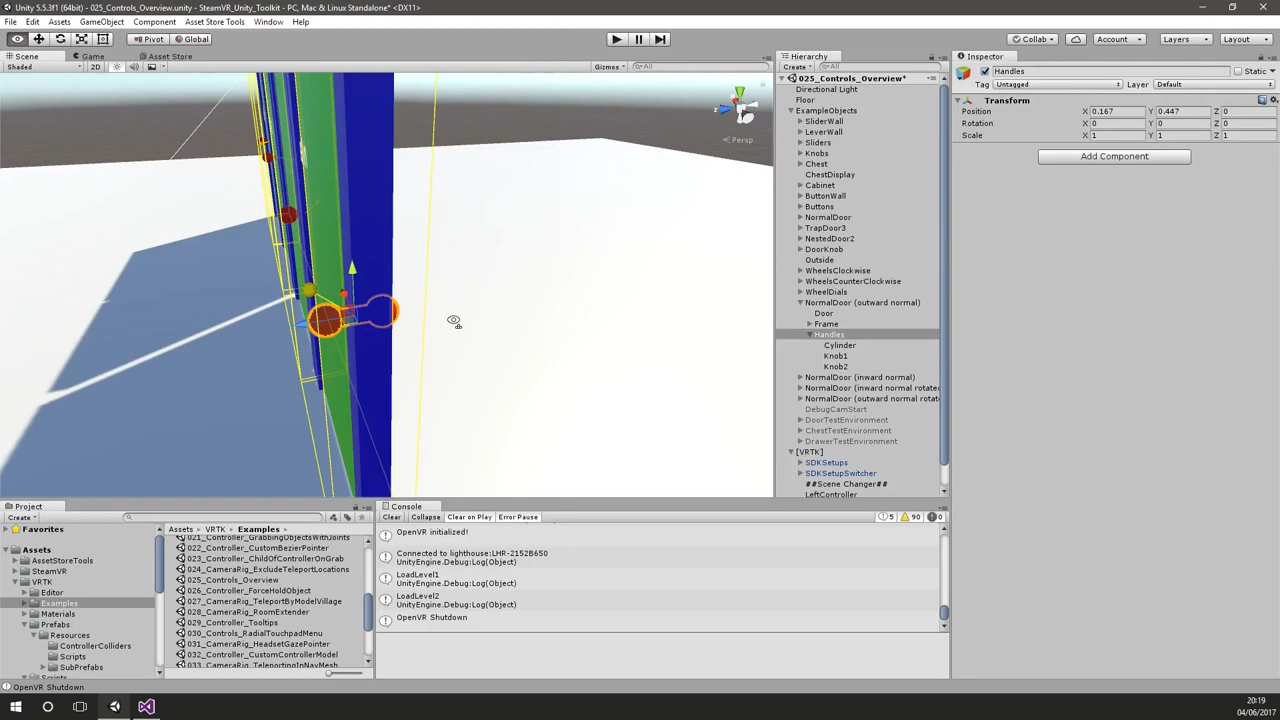 Unity 5.5.3f1 (64bit) - 025_Controls_Overview.unity - SteamVR_Unity_Toolkit - PC, Mac & Linux Standalone* <DX11>
File Edit Assets GameObject Component Asset Store Tools Window Help
Pivot Global Collab Account Layers Layout
Scene Game Asset Store
Shaded 2D Gizmos All
Persp
Hierarchy
Create All
025_Controls_Overview*
Directional Light
Floor
ExampleObjects
SliderWall
LeverWall
Sliders
Knobs
Chest
ChestDisplay
Cabinet
ButtonWall
Buttons
NormalDoor
TrapDoor3
NestedDoor2
DoorKnob
Outside
WheelsClockwise
WheelsCounterClockwise
WheelDials
NormalDoor (outward normal)
Door
Frame
Handles
Cylinder
Knob1
Knob2
NormalDoor (inward normal)
NormalDoor (inward normal rotate
NormalDoor (outward normal rotat
DebugCamStart
DoorTestEnvironment
ChestTestEnvironment
DrawerTestEnvironment
[VRTK]
SDKSetups
SDKSetupSwitcher
##Scene Changer##
LeftController
Inspector
Handles Static
Tag Untagged Layer Default
Transform
Position X 0.167 Y 0.447 Z 0
Rotation X 0 Y 0 Z 0
Scale X 1 Y 1 Z 1
Add Component
Project
Create
Favorites
Assets
AssetStoreTools
SteamVR
VRTK
Editor
Examples
Materials
Prefabs
Resources
ControllerColliders
Scripts
SubPrefabs
Scripts
Assets VRTK Examples
021_Controller_GrabbingObjectsWithJoints
022_Controller_CustomBezierPointer
023_Controller_ChildOfControllerOnGrab
024_CameraRig_ExcludeTeleportLocations
025_Controls_Overview
026_Controller_ForceHoldObject
027_CameraRig_TeleportByModelVillage
028_CameraRig_RoomExtender
029_Controller_Tooltips
030_Controls_RadialTouchpadMenu
031_CameraRig_HeadsetGazePointer
032_Controller_CustomControllerModel
033_CameraRig_TeleportingInNavMesh
Console
Clear Collapse Clear on Play Error Pause 5 90 0
OpenVR initialized!
Connected to lighthouse:LHR-2152B650
UnityEngine.Debug:Log(Object)
LoadLevel1
UnityEngine.Debug:Log(Object)
LoadLevel2
UnityEngine.Debug:Log(Object)
OpenVR Shutdown
OpenVR Shutdown
20:19
04/06/2017